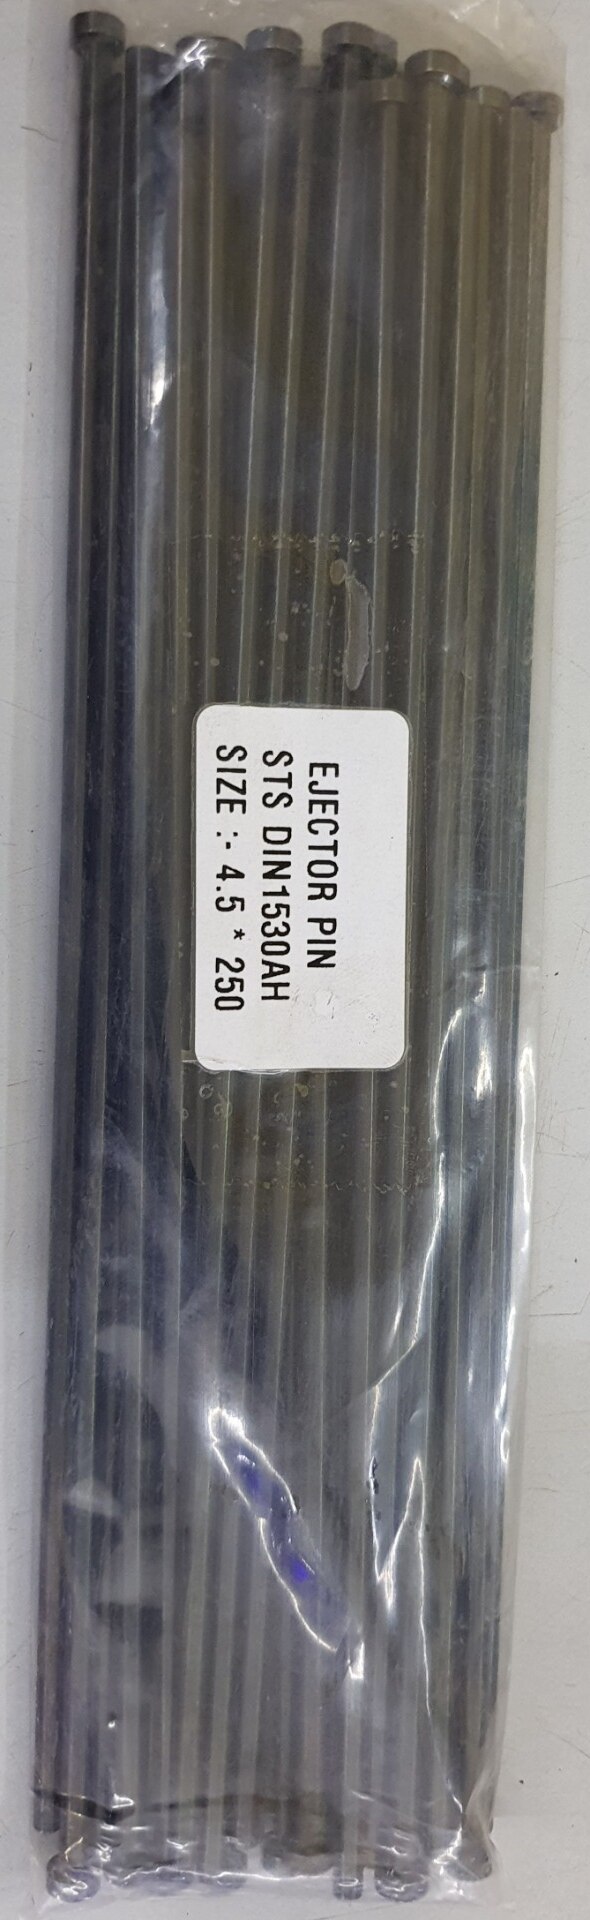 EJECTOR PIN
STS DIN1530AH
SIZE :- 4.5 * 250